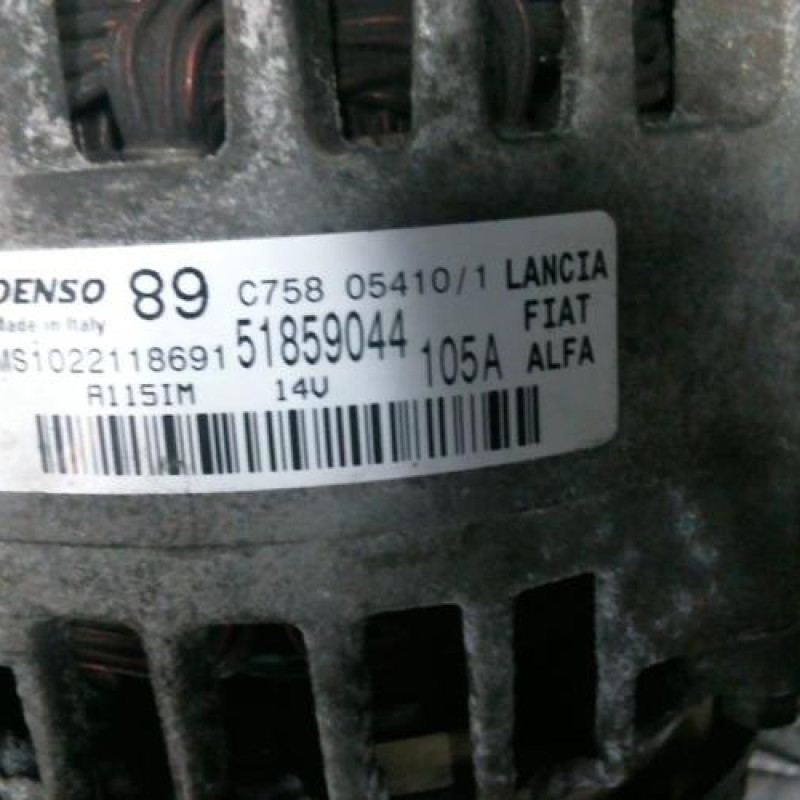 DENSO 89 C758 05410/1 LANCIA
Made in Italy FIAT
MS1022118691 51859044 105A ALFA
A115IM 14V